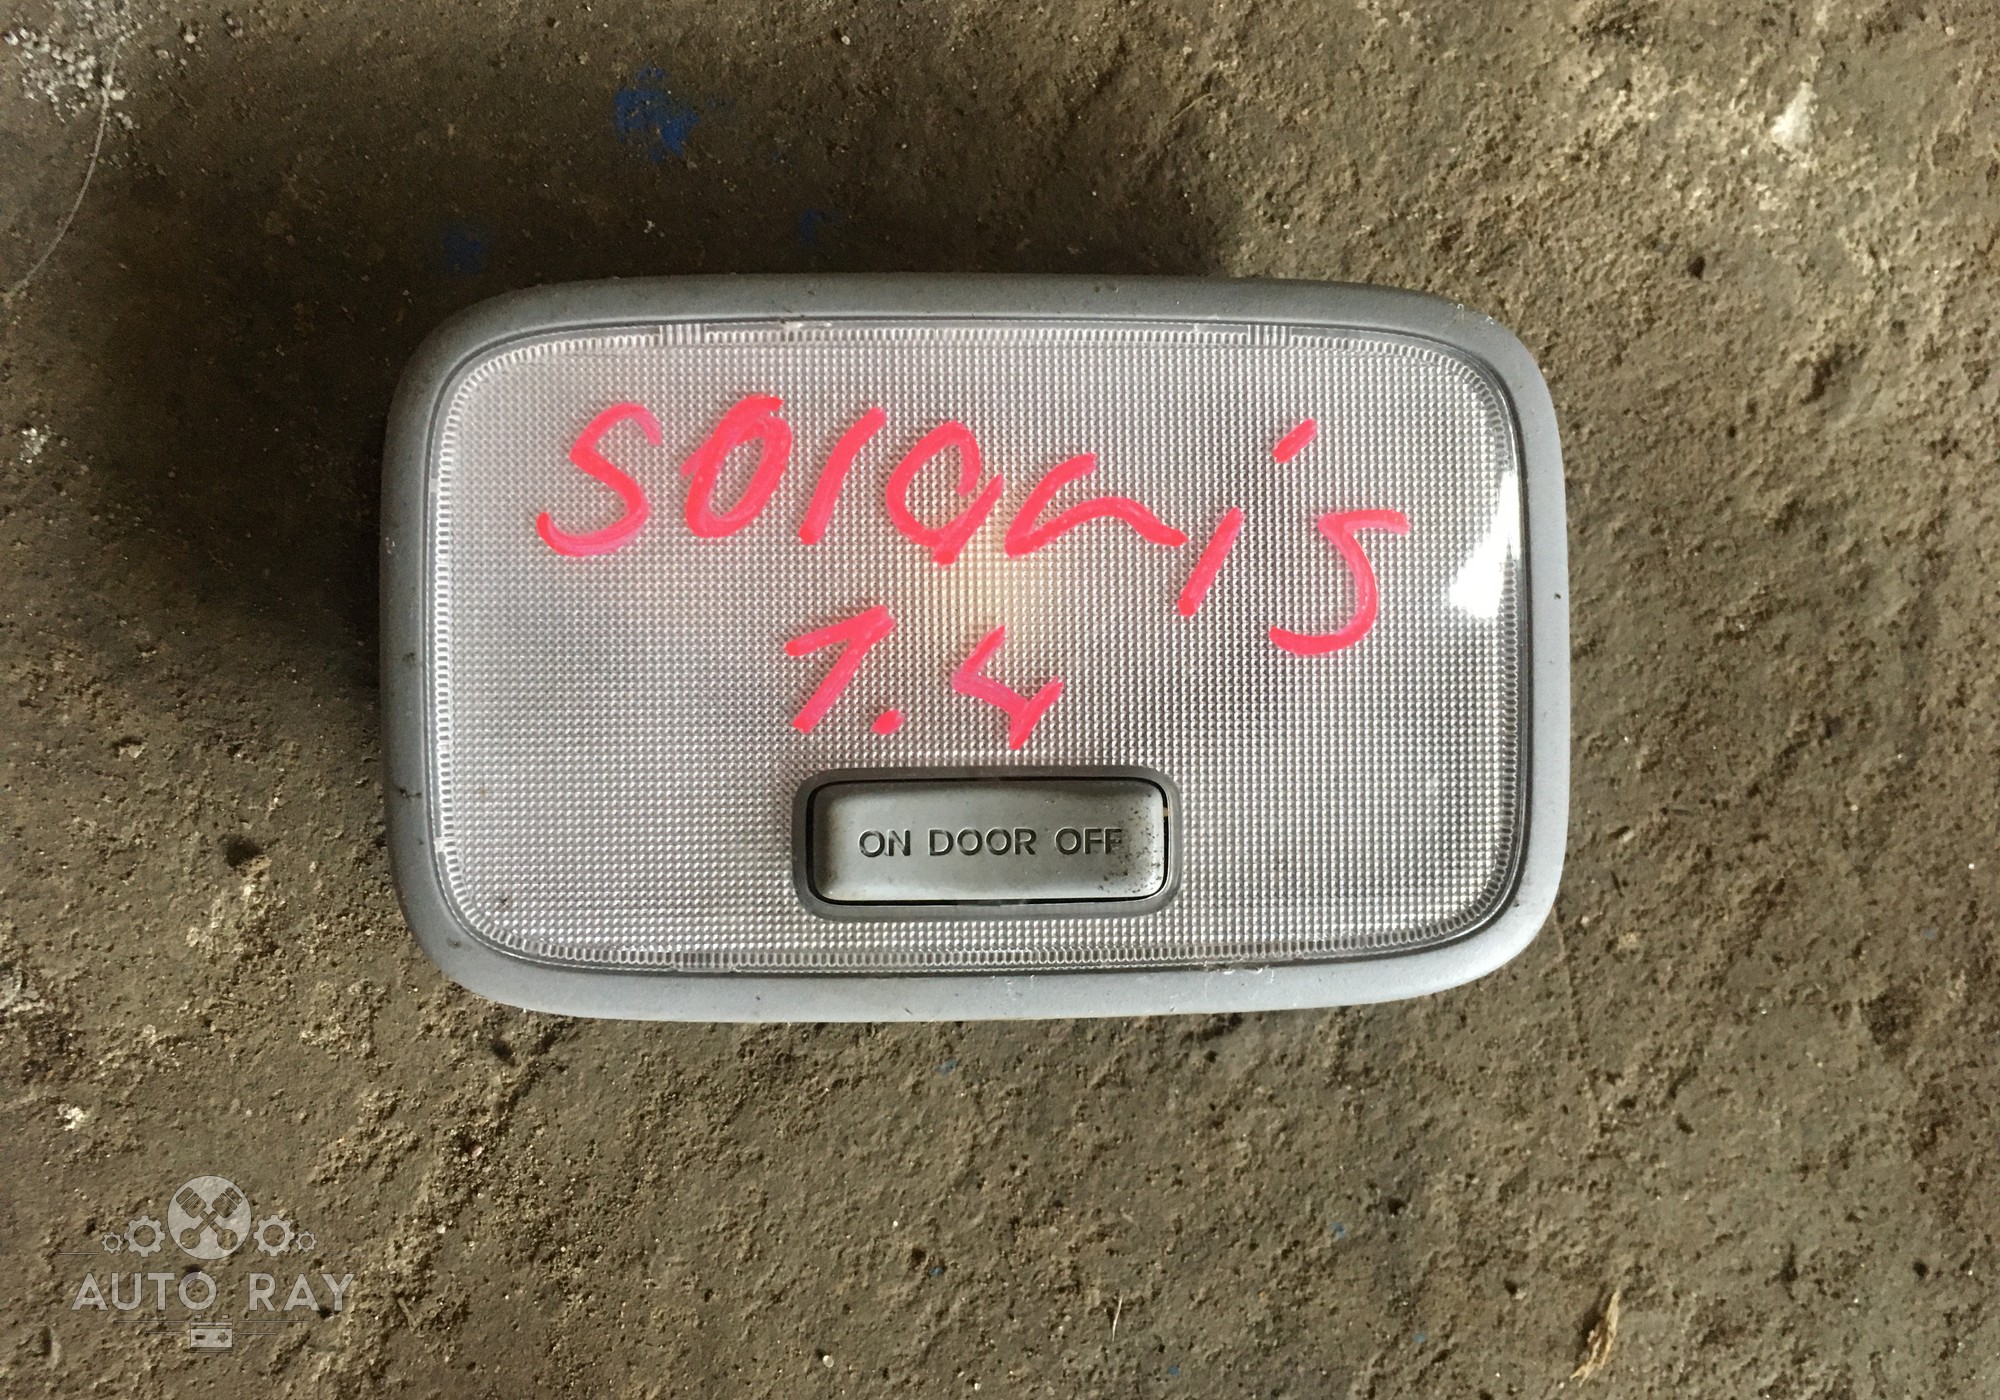 SOlaris
1.4
ON DOOR OFF
AUTO RAY